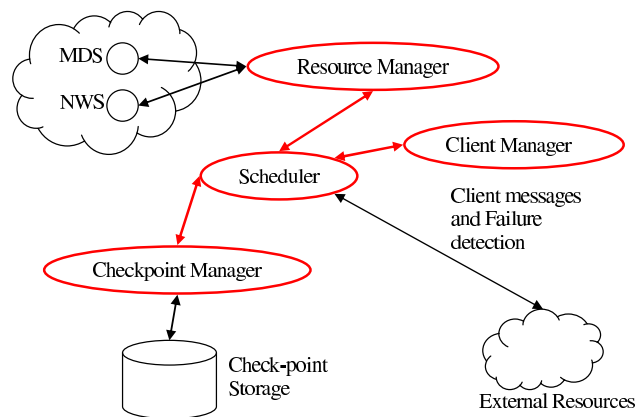 MDS
Resource Manager
NWS
Client Manager
Scheduler
Client messages
and Failure
detection
Checkpoint Manager
Check-point
Storage
External Resources